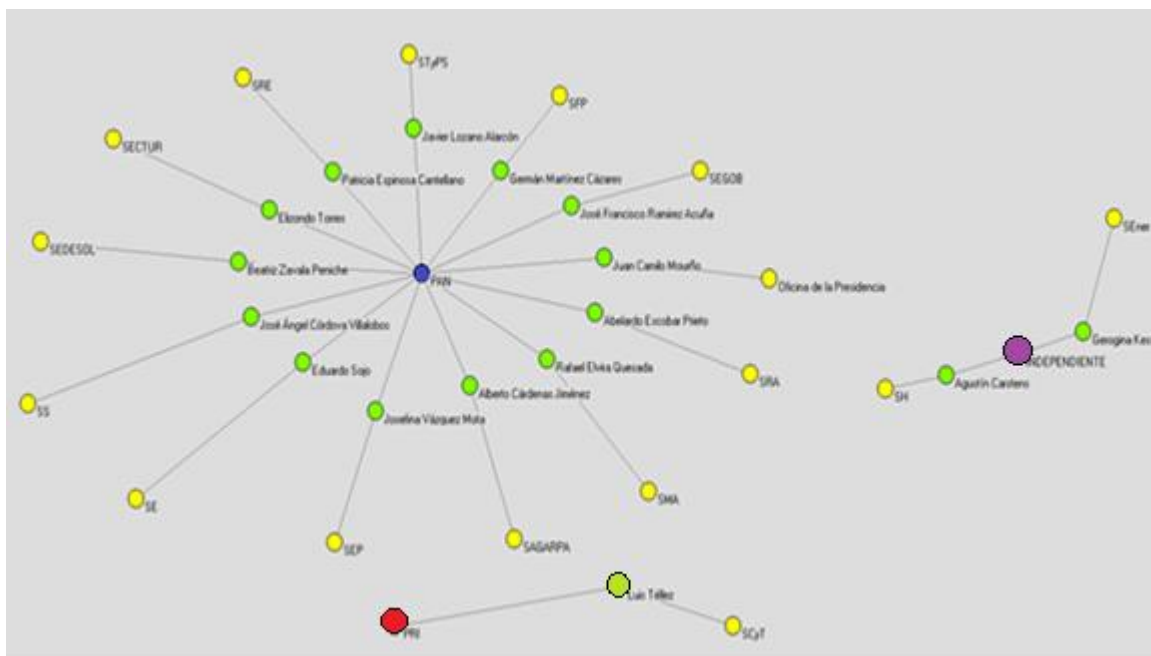 STyPS
SRE
SFP
SECTUR
Javier Lozano Alarcón
Patricia Espinosa Cantellano
Germán Martínez Cázares
SEGOB
Elizondo Torres
José Francisco Ramírez Acuña
SEner
SEDESOL
Beatriz Zavala Peniche
Juan Camilo Mouriño
PAN
Oficina de la Presidencia
José Ángel Córdova Villalobos
Abelardo Escobar Prieto
Gerogina Kess
INDEPENDIENTE
Eduardo Sojo
Rafael Elvira Quesada
SRA
Agustín Carstens
Alberto Cárdenas Jiménez
SH
SS
Josefina Vázquez Mota
SE
SMA
SEP
SAGARPA
Luis Téllez
PRI
SCyT